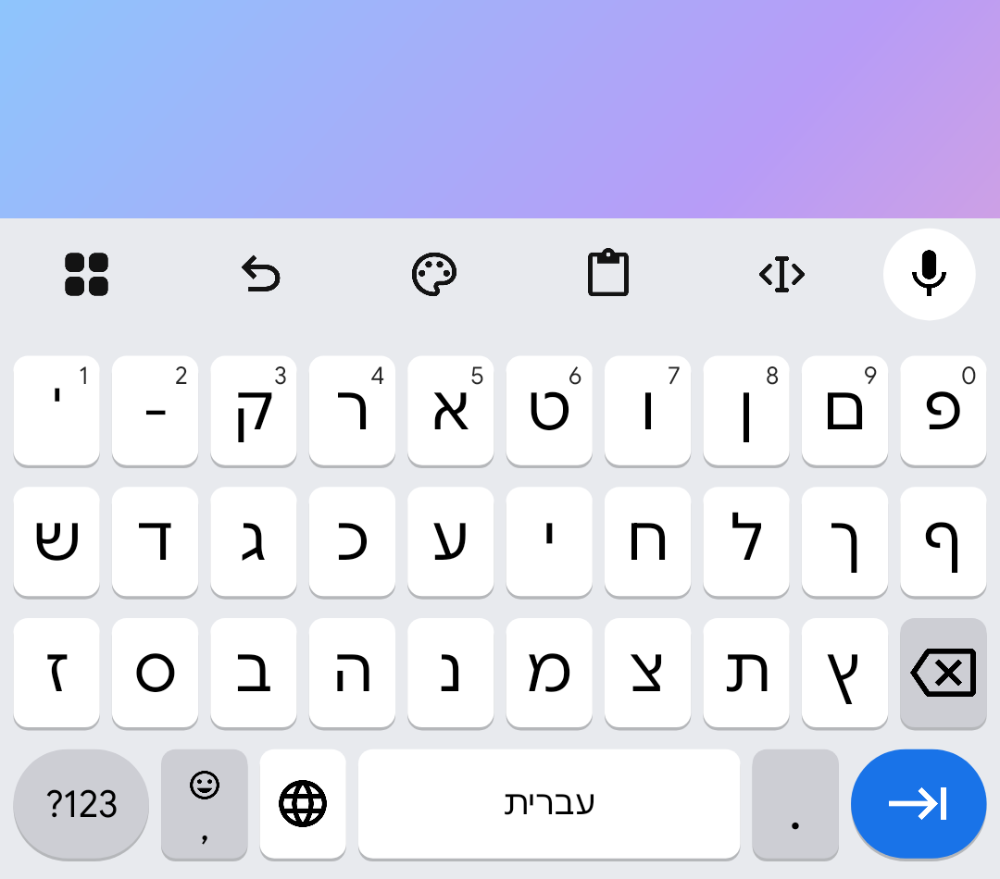 ' 1 - 2 ק 3 ר 4 א 5 ט 6 ו 7 ן 8 ם 9 פ 0
ש ד ג כ ע י ח ל ך ף
ז ס ב ה נ מ צ ת ץ
?123 , עברית .